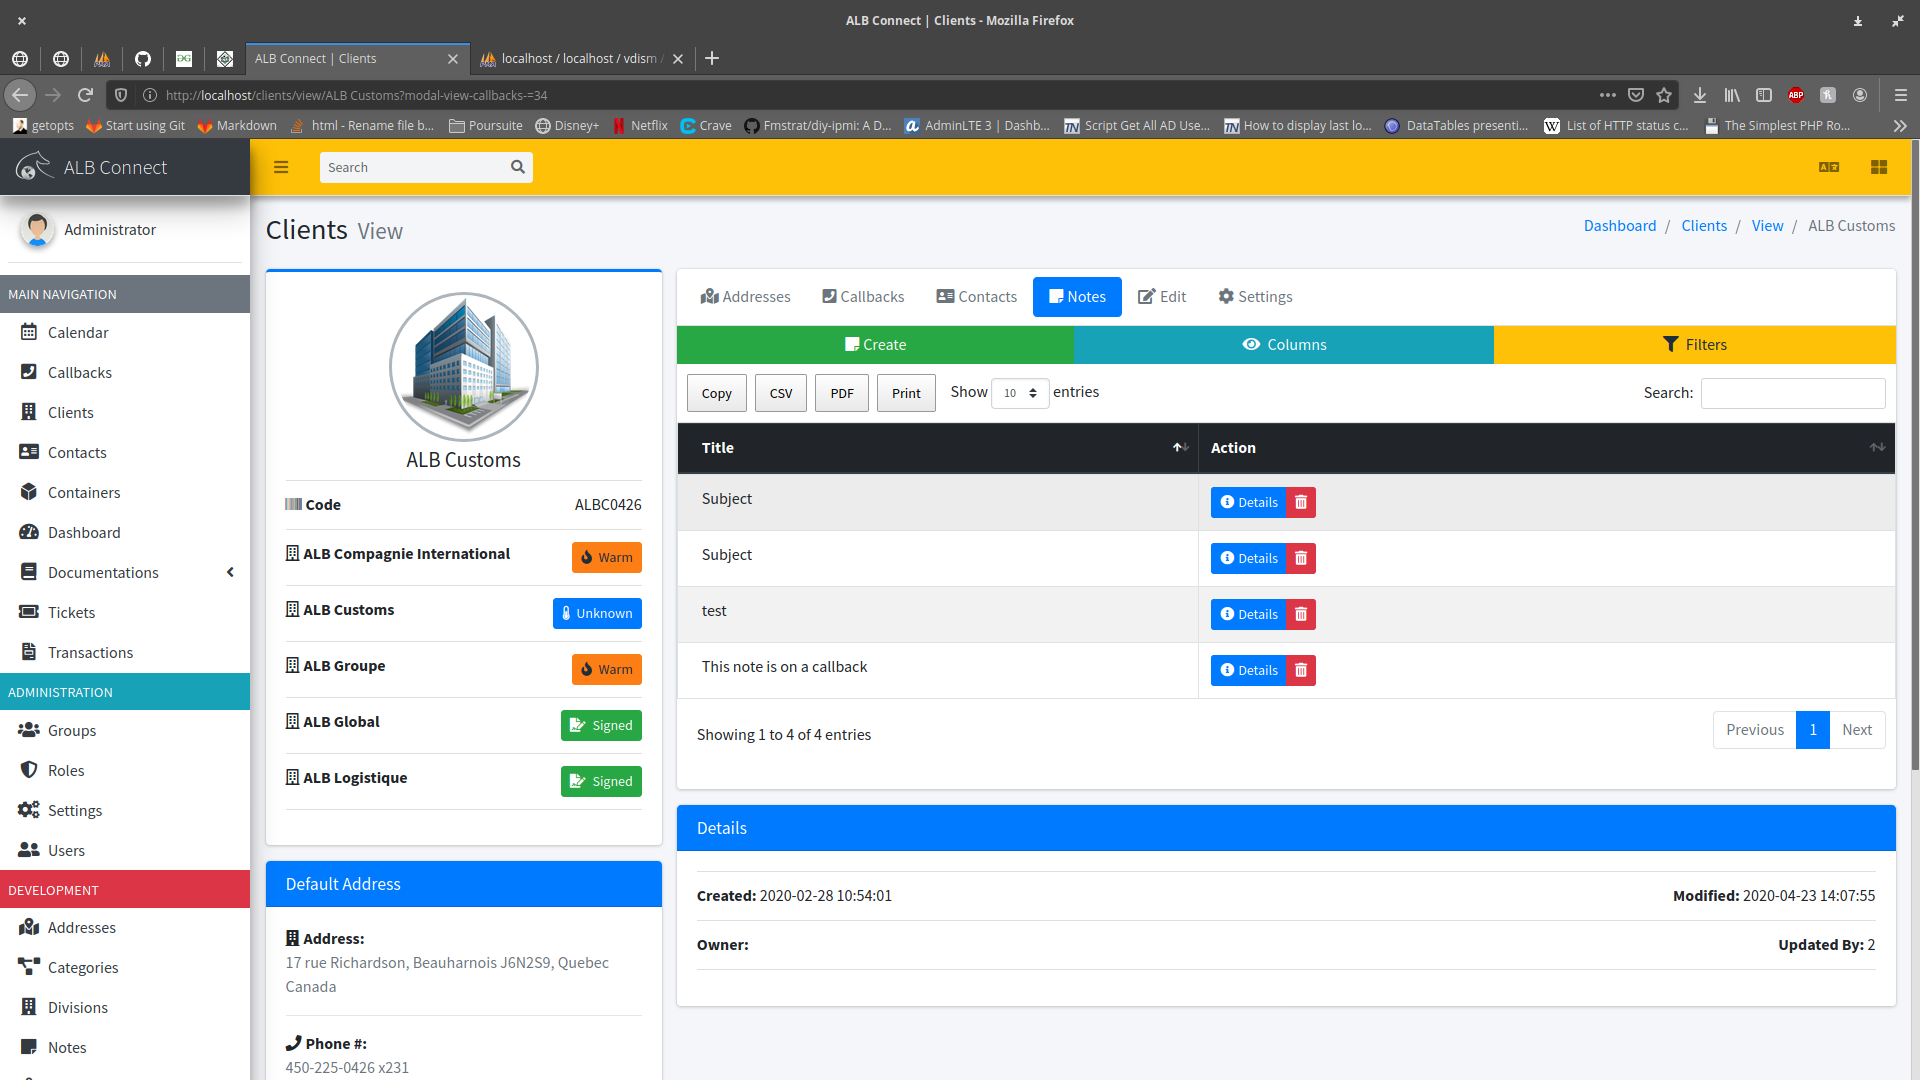 ALB Connect | Clients - Mozilla Firefox
ALB Connect | Clients
localhost / localhost / vdism /
http://localhost/clients/view/ALB Customs?modal-view-callbacks-=34
ABP
getopts
Start using Git
Markdown
html - Rename file b...
Poursuite
Disney+
Netflix
Crave
Fmstrat/diy-ipmi: A D...
AdminLTE 3 | Dashb...
Script Get All AD Use...
How to display last lo...
DataTables presenti...
List of HTTP status c...
The Simplest PHP Ro...
ALB Connect
Search
Administrator
MAIN NAVIGATION
Calendar
Callbacks
Clients
Contacts
Containers
Dashboard
Documentations
Tickets
Transactions
ADMINISTRATION
Groups
Roles
Settings
Users
DEVELOPMENT
Addresses
Categories
Divisions
Notes
Clients View
Dashboard / Clients / View / ALB Customs
ALB Customs
Code ALBC0426
ALB Compagnie International Warm
ALB Customs Unknown
ALB Groupe Warm
ALB Global Signed
ALB Logistique Signed
Default Address
Address:
17 rue Richardson, Beauharnois J6N2S9, Quebec
Canada
Phone #:
450-225-0426 x231
Addresses Callbacks Contacts Notes Edit Settings
Create Columns Filters
Copy CSV PDF Print Show 10 entries Search:
Title Action
Subject Details
Subject Details
test Details
This note is on a callback Details
Showing 1 to 4 of 4 entries Previous 1 Next
Details
Created: 2020-02-28 10:54:01 Modified: 2020-04-23 14:07:55
Owner: Updated By: 2